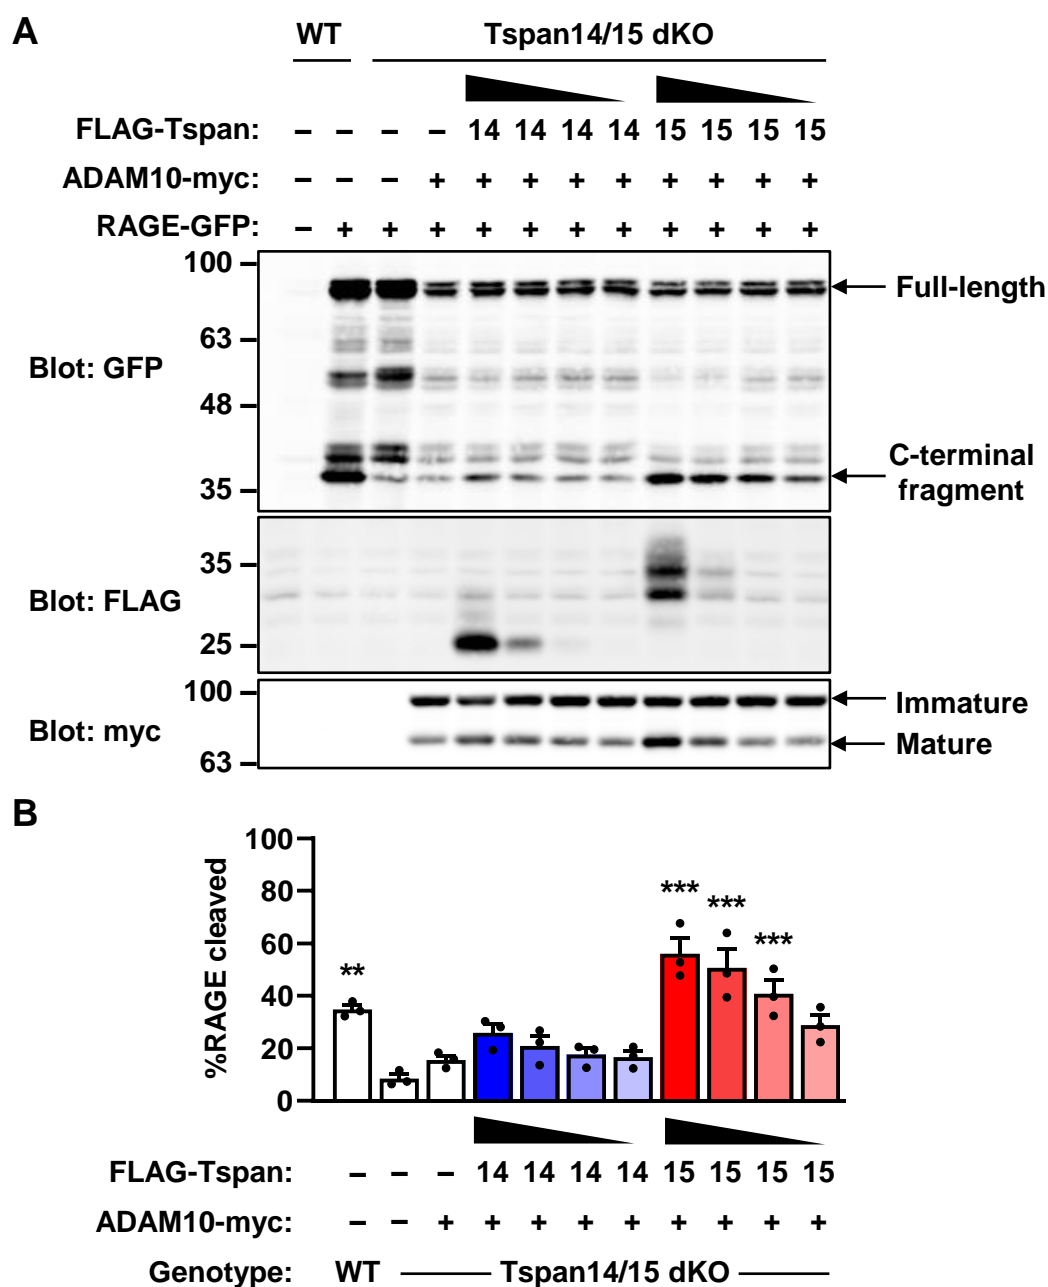 A
WT Tspan14/15 dKO
FLAG-Tspan: – – – – 14 14 14 14 15 15 15 15
ADAM10-myc: – – – + + + + + + + + +
RAGE-GFP: – + + + + + + + + + + +
100
Full-length
63
Blot: GFP
48
C-terminal
fragment
35
35
Blot: FLAG
25
100
Immature
Blot: myc
Mature
63
B
%RAGE cleaved
100
80
60
40
20
0
**
***
***
***
FLAG-Tspan: – – – 14 14 14 14 15 15 15 15
ADAM10-myc: – – + + + + + + + + +
Genotype: WT Tspan14/15 dKO